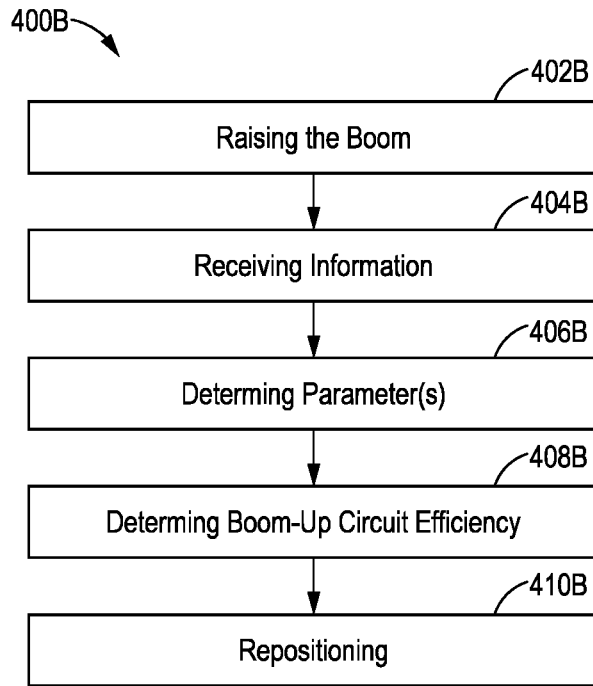 400B
402B
Raising the Boom
404B
Receiving Information
406B
Determing Parameter(s)
408B
Determing Boom-Up Circuit Efficiency
410B
Repositioning